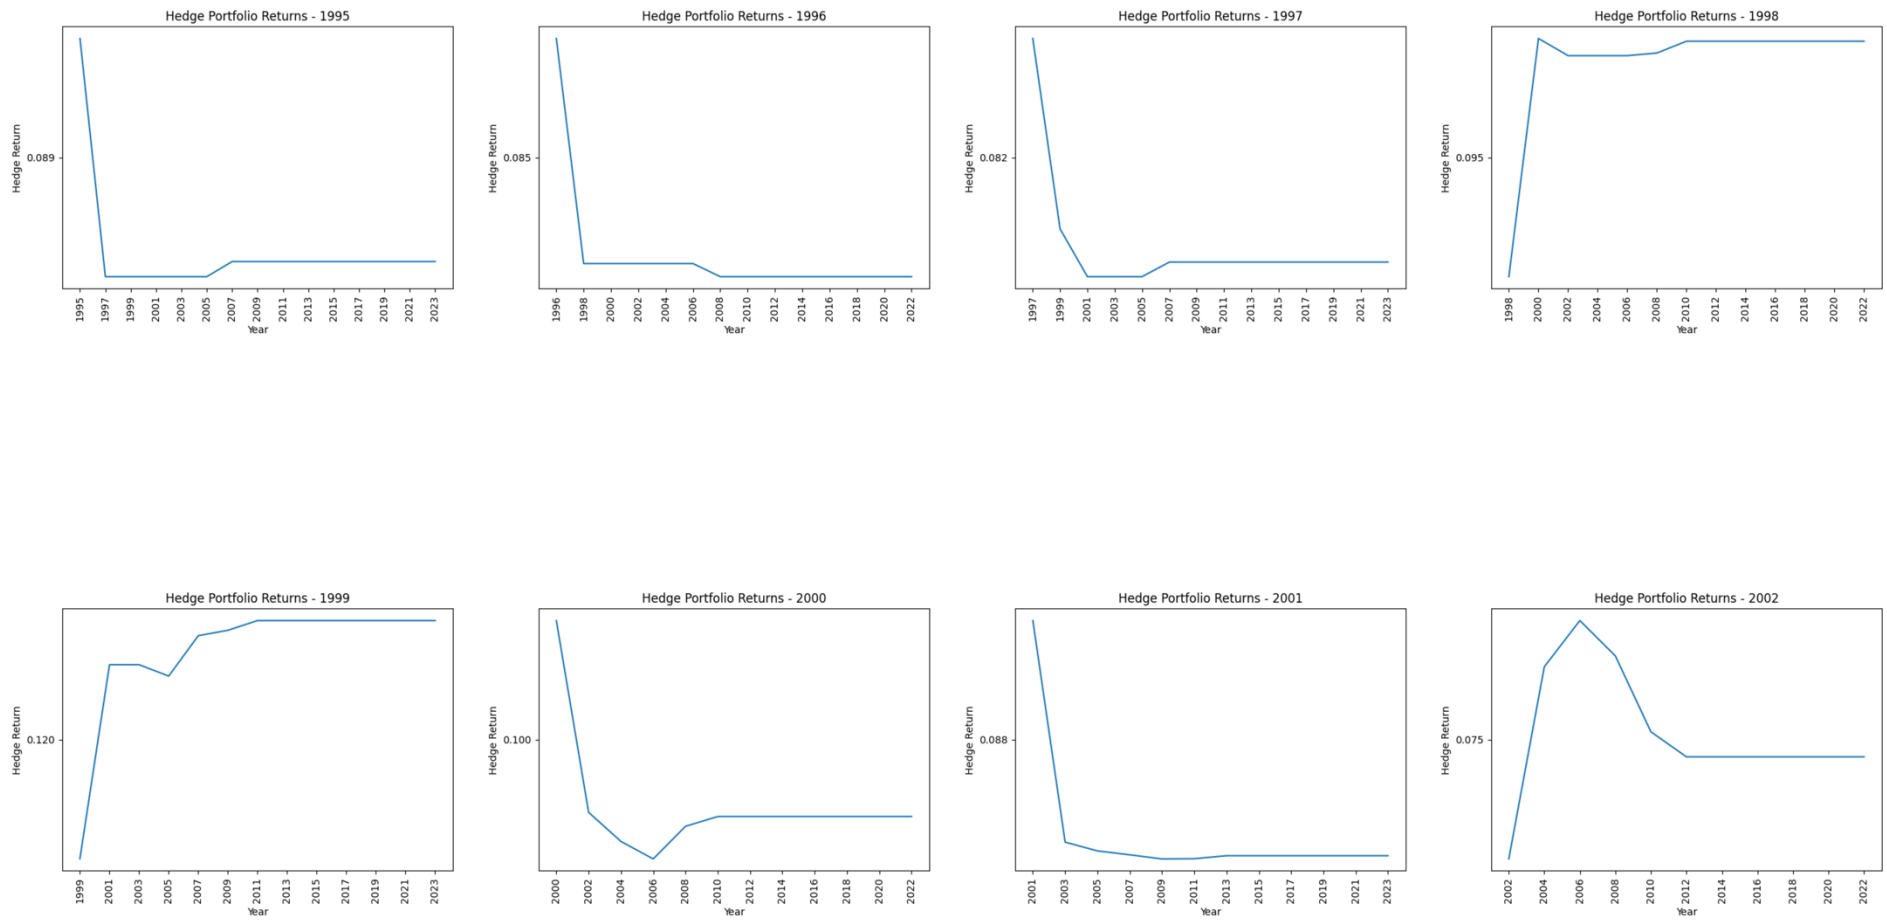 Hedge Portfolio Returns - 1995
Hedge Return
0.089
1995 1997 1999 2001 2003 2005 2007 2009 2011 2013 2015 2017 2019 2021 2023
Year
Hedge Portfolio Returns - 1996
Hedge Return
0.085
1996 1998 2000 2002 2004 2006 2008 2010 2012 2014 2016 2018 2020 2022
Year
Hedge Portfolio Returns - 1997
Hedge Return
0.082
1997 1999 2001 2003 2005 2007 2009 2011 2013 2015 2017 2019 2021 2023
Year
Hedge Portfolio Returns - 1998
Hedge Return
0.095
1998 2000 2002 2004 2006 2008 2010 2012 2014 2016 2018 2020 2022
Year
Hedge Portfolio Returns - 1999
Hedge Return
0.120
1999 2001 2003 2005 2007 2009 2011 2013 2015 2017 2019 2021 2023
Year
Hedge Portfolio Returns - 2000
Hedge Return
0.100
2000 2002 2004 2006 2008 2010 2012 2014 2016 2018 2020 2022
Year
Hedge Portfolio Returns - 2001
Hedge Return
0.088
2001 2003 2005 2007 2009 2011 2013 2015 2017 2019 2021 2023
Year
Hedge Portfolio Returns - 2002
Hedge Return
0.075
2002 2004 2006 2008 2010 2012 2014 2016 2018 2020 2022
Year